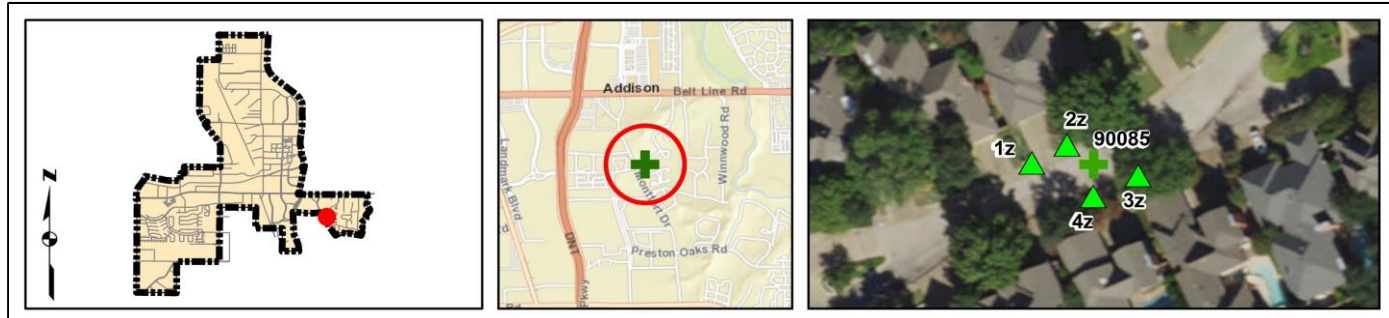 Z
Addison
Belt Line Rd
Landmark Blvd
Winnwood Rd
Montfort Dr
DNT
Preston Oaks Rd
Pkwy
Rd
rd
2z
90085
1z
3z
4z